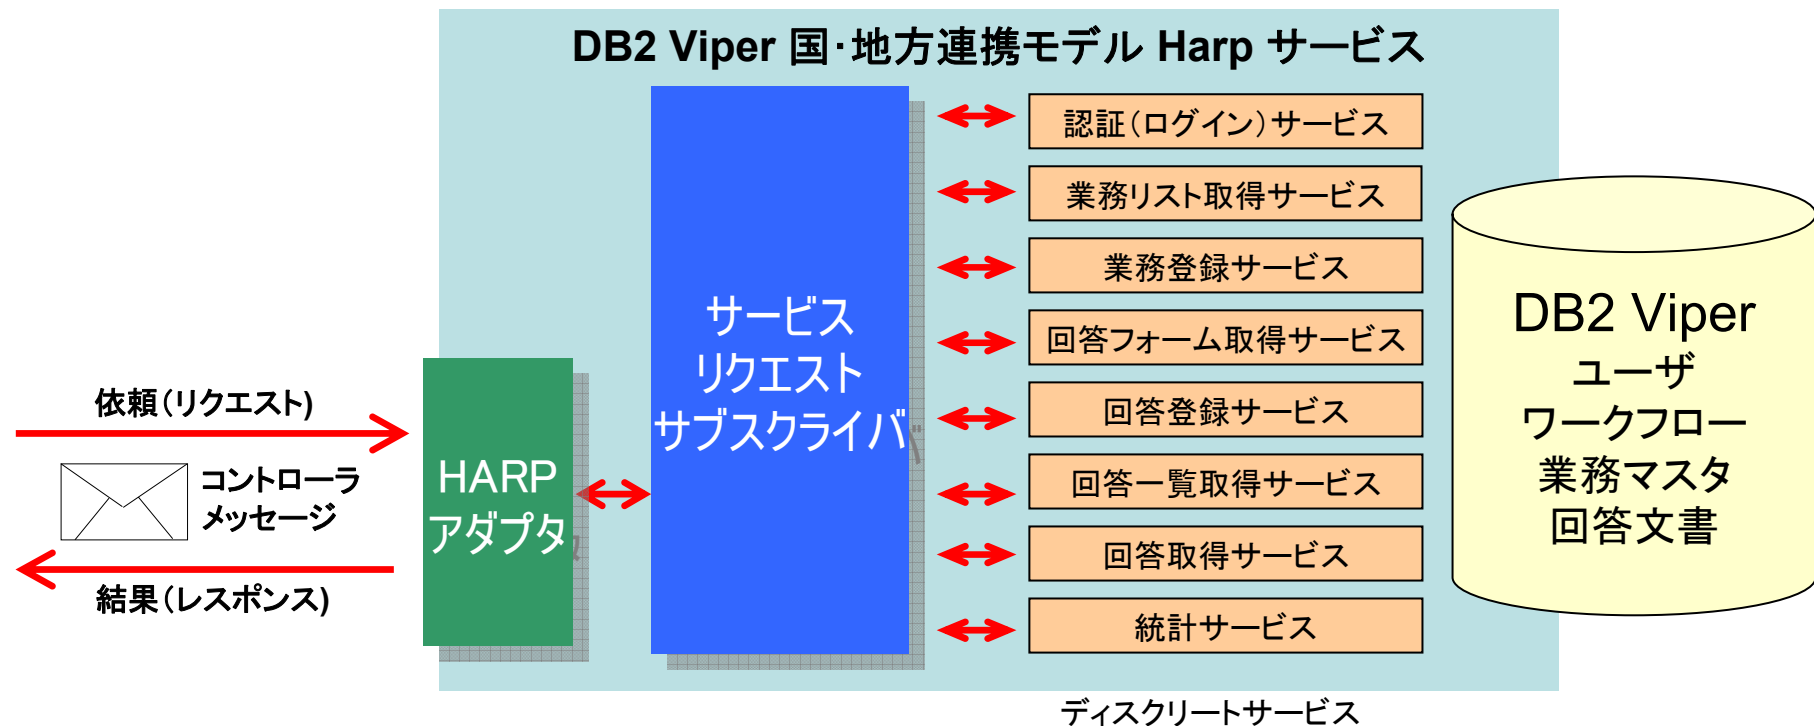 DB2 Viper 国・地方連携モデル Harp サービス
依頼(リクエスト)
コントローラ
メッセージ
結果(レスポンス)
HARP
アダプタ
サービス
リクエスト
サブスクライバ
認証(ログイン)サービス
業務リスト取得サービス
業務登録サービス
回答フォーム取得サービス
回答登録サービス
回答一覧取得サービス
回答取得サービス
統計サービス
DB2 Viper
ユーザ
ワークフロー
業務マスタ
回答文書
ディスクリートサービス